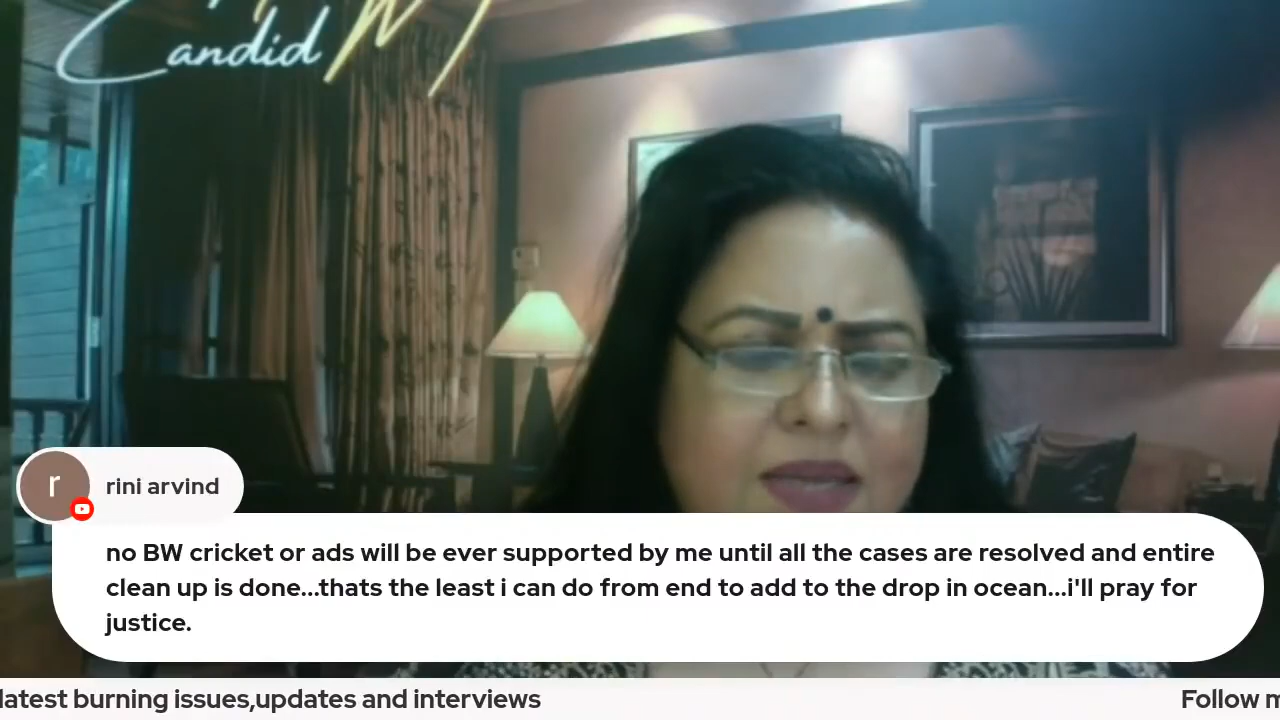 Candid M
r
rini arvind
no BW cricket or ads will be ever supported by me until all the cases are resolved and entire
clean up is done...thats the least i can do from end to add to the drop in ocean...i'll pray for
justice.
latest burning issues,updates and interviews
Follow m